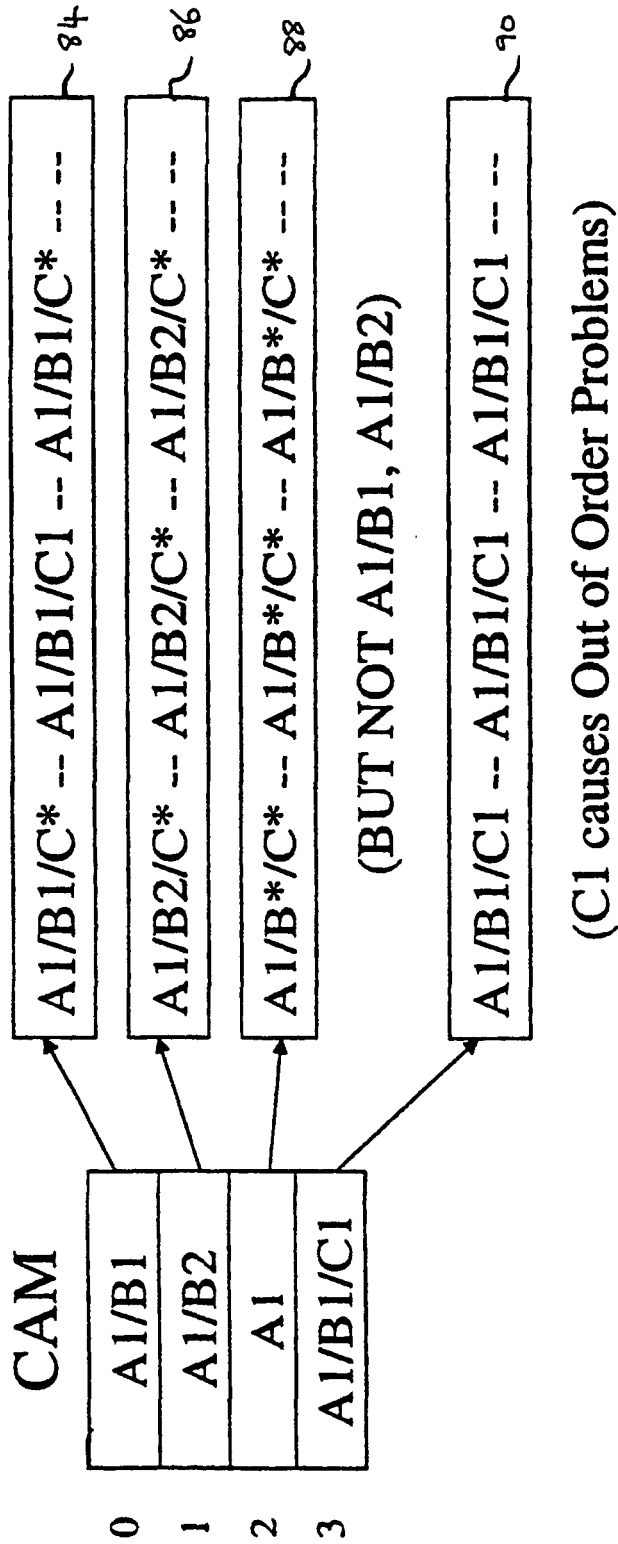 CAM
0 A1/B1
1 A1/B2
2 A1
3 A1/B1/C1
A1/B1/C* -- A1/B1/C1 -- A1/B1/C* -- -- 84
A1/B2/C* -- A1/B2/C* -- A1/B2/C* -- -- 86
A1/B*/C* -- A1/B*/C* -- A1/B*/C* -- -- 88
(BUT NOT A1/B1, A1/B2)
A1/B1/C1 -- A1/B1/C1 -- A1/B1/C1 -- -- 90
(C1 causes Out of Order Problems)